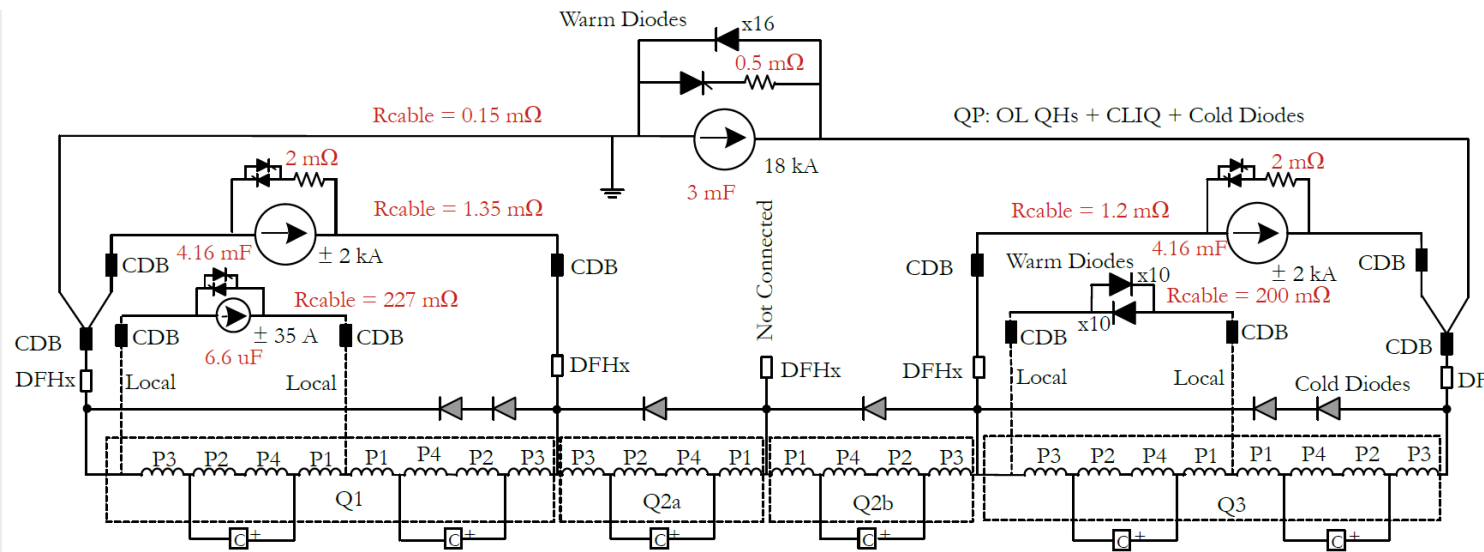 Warm Diodes
x16
0.5 mΩ
Rcable = 0.15 mΩ
QP: OL QHs + CLIQ + Cold Diodes
18 kA
3 mF
2 mΩ
Rcable = 1.35 mΩ
4.16 mF
± 2 kA
CDB
CDB
Rcable = 227 mΩ
± 35 A
6.6 uF
CDB
CDB
CDB
DFHx
Local
Local
DFHx
Not Connected
DFHx
2 mΩ
Rcable = 1.2 mΩ
4.16 mF
± 2 kA
CDB
CDB
Warm Diodes
x10
x10
Rcable = 200 mΩ
CDB
CDB
CDB
DFHx
DF
Local
Local
Cold Diodes
P3 P2 P4 P1 P1 P4 P2 P3 P3 P2 P4 P1 P1 P4 P2 P3 P3 P2 P4 P1 P1 P4 P2 P3
Q1 Q2a Q2b Q3
C + C + C + C + C + C +